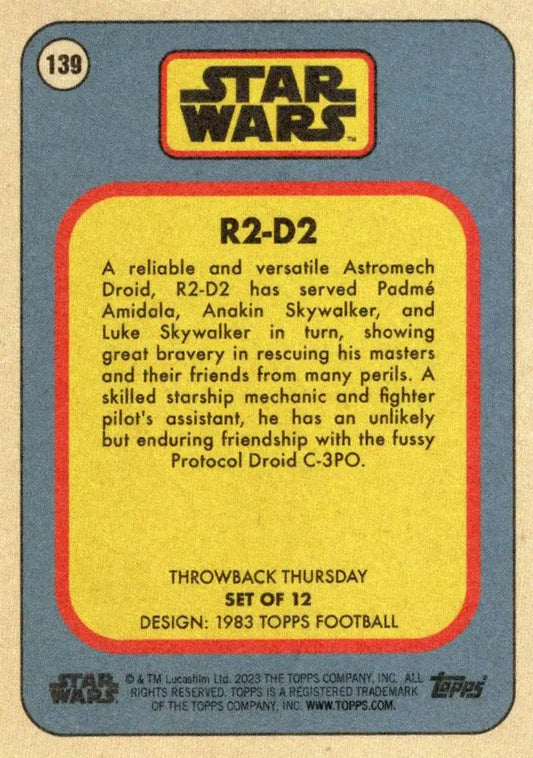 139
STAR
WARS™
R2-D2
A reliable and versatile Astromech
Droid, R2-D2 has served Padmé
Amidala, Anakin Skywalker, and
Luke Skywalker in turn, showing
great bravery in rescuing his masters
and their friends from many perils. A
skilled starship mechanic and fighter
pilot's assistant, he has an unlikely
but enduring friendship with the fussy
Protocol Droid C-3PO.
THROWBACK THURSDAY
SET OF 12
DESIGN: 1983 TOPPS FOOTBALL
STAR
WARS
© & TM Lucasfilm Ltd. 2023 THE TOPPS COMPANY, INC. ALL
RIGHTS RESERVED. TOPPS IS A REGISTERED TRADEMARK
OF THE TOPPS COMPANY, INC. WWW.TOPPS.COM.
topps